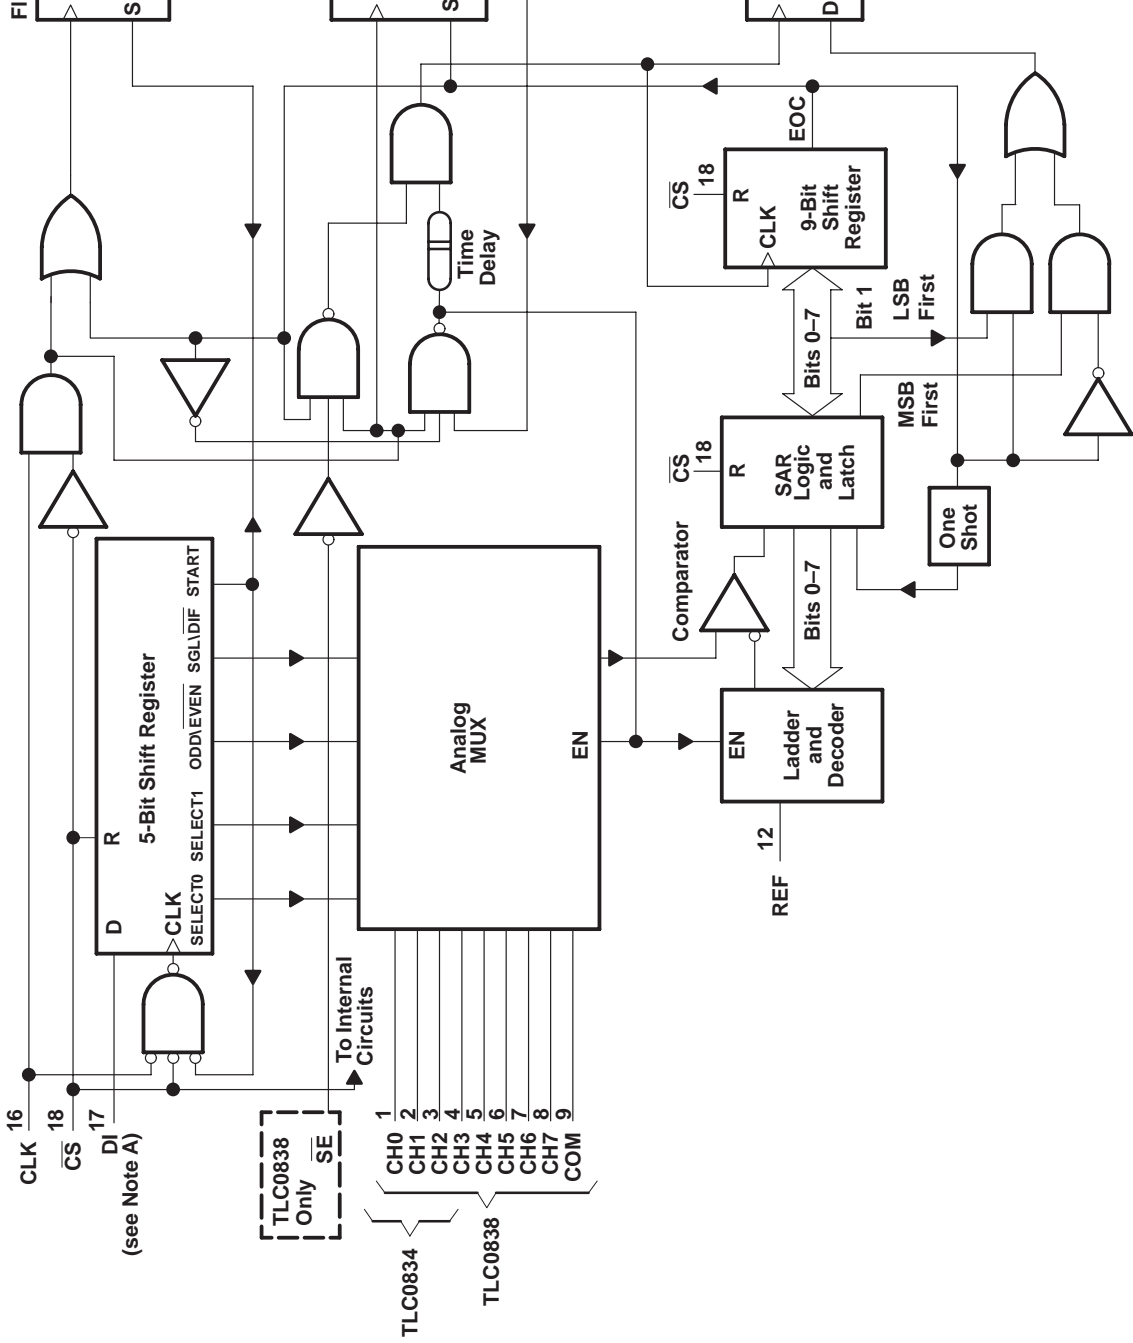 CLK 16
CS 18
DI 17
(see Note A)
TLC0838
Only SE
To Internal
Circuits
D
R
CLK
5-Bit Shift Register
SELECT0 SELECT1 ODD\EVEN SGL\DIF START
FI
S
S
D
CH0 1
CH1 2
CH2 3
CH3 4
CH4 5
CH5 6
CH6 7
CH7 8
COM 9
TLC0834
TLC0838
Analog
MUX
EN
Time
Delay
Comparator
REF 12
EN
Ladder
and
Decoder
Bits 0–7
CS 18
R
SAR
Logic
and
Latch
One
Shot
MSB
First
Bits 0–7
Bit 1
LSB
First
CS 18
R
CLK
9-Bit
Shift
Register
EOC